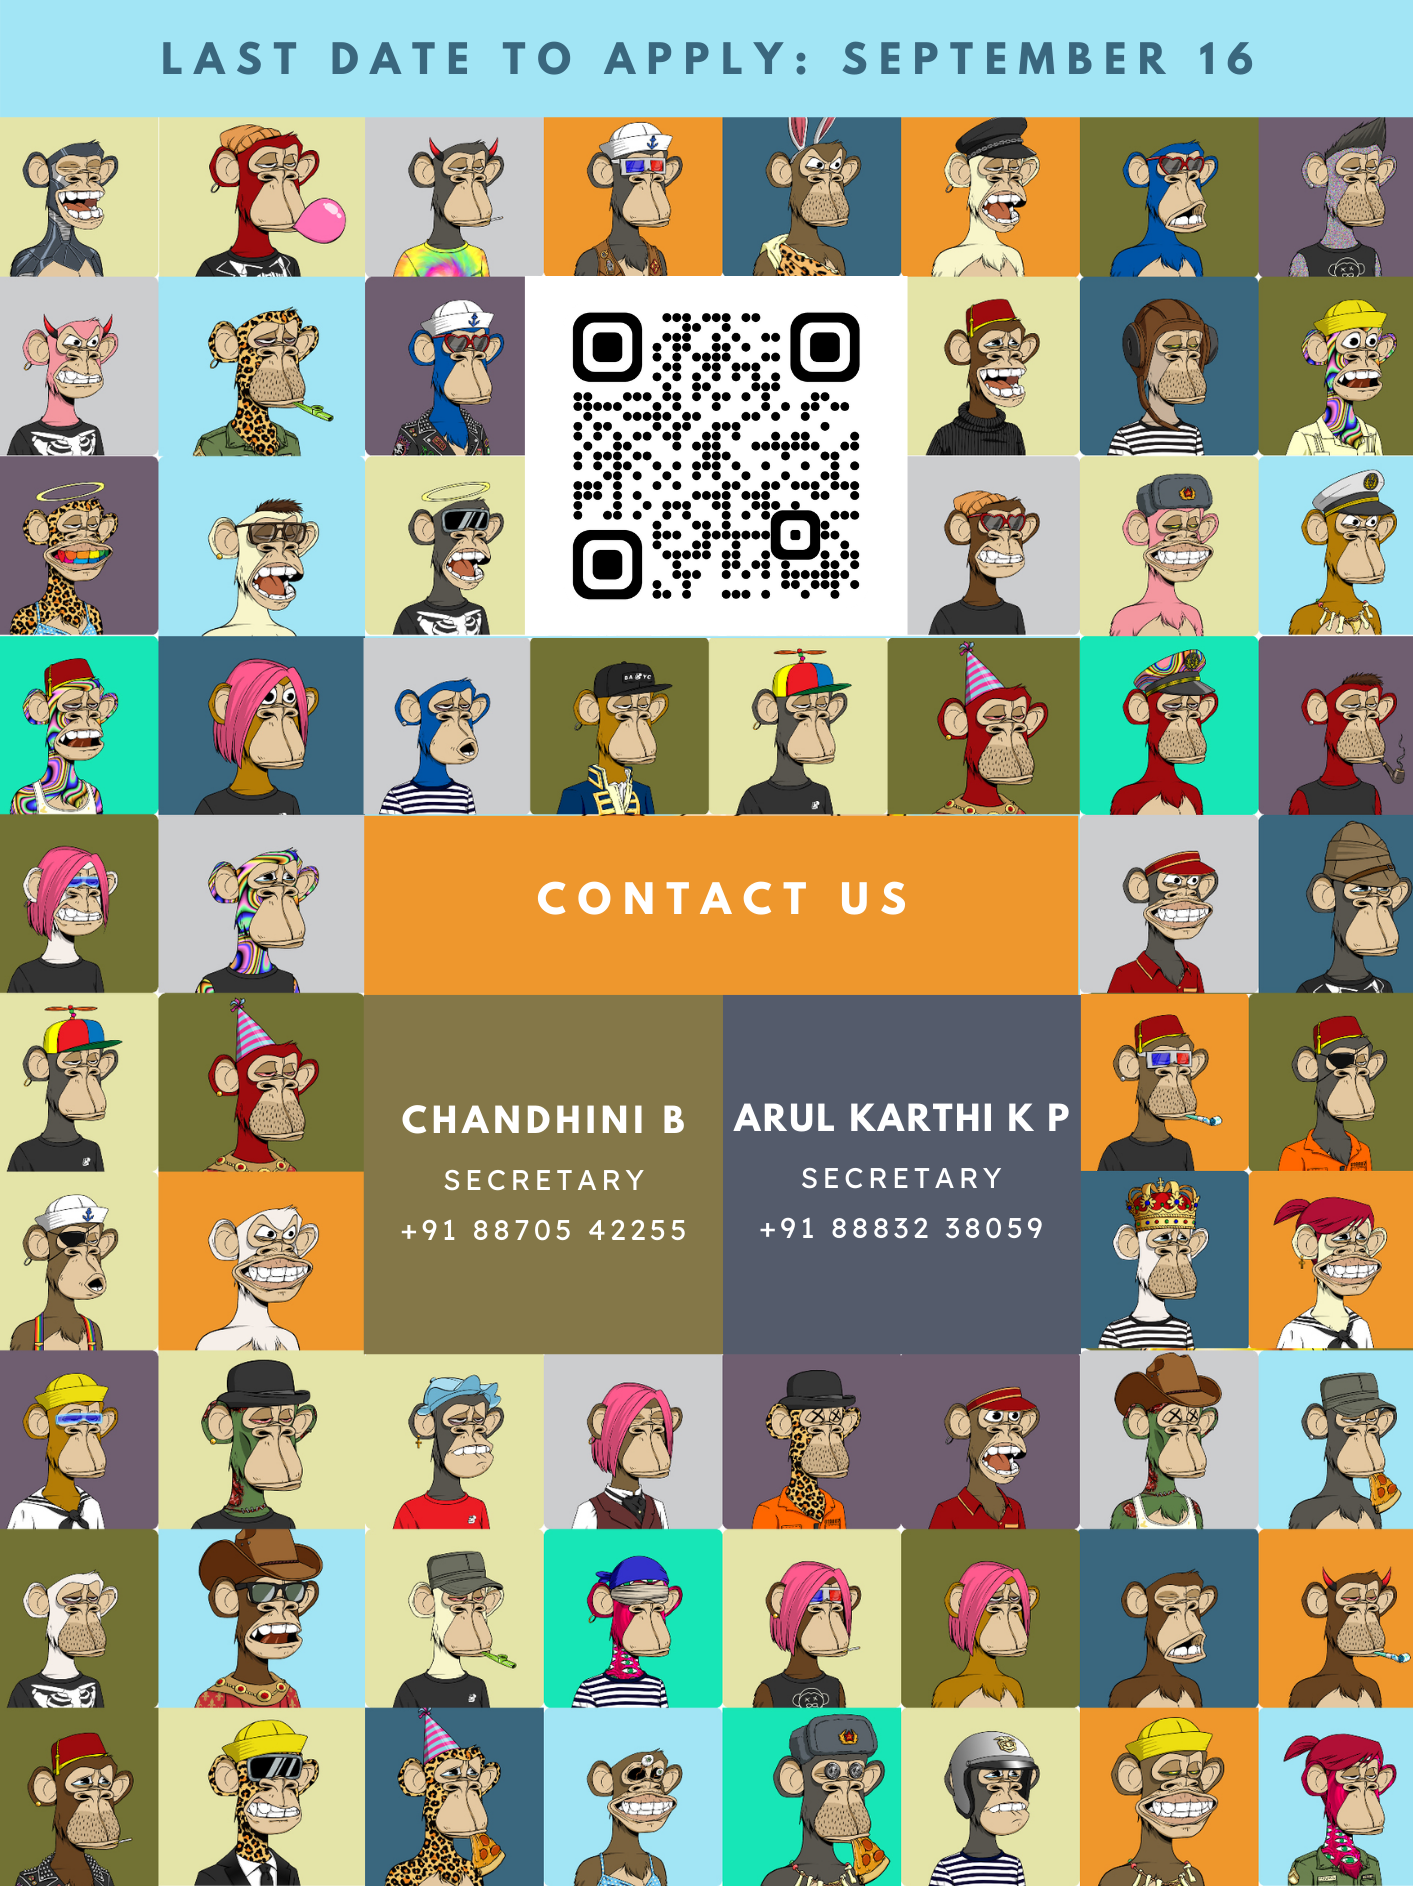 LAST DATE TO APPLY: SEPTEMBER 16
BAYC
CONTACT US
CHANDHINI B
SECRETARY
+91 88705 42255
ARUL KARTHI K P
SECRETARY
+91 88832 38059